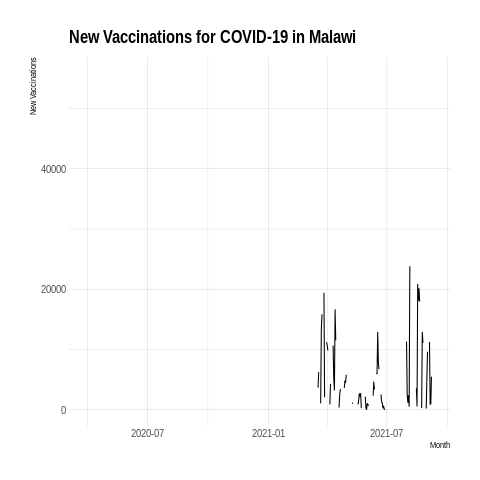 New Vaccinations for COVID-19 in Malawi
New Vaccinations
40000
20000
0
2020-07
2021-01
2021-07
Month